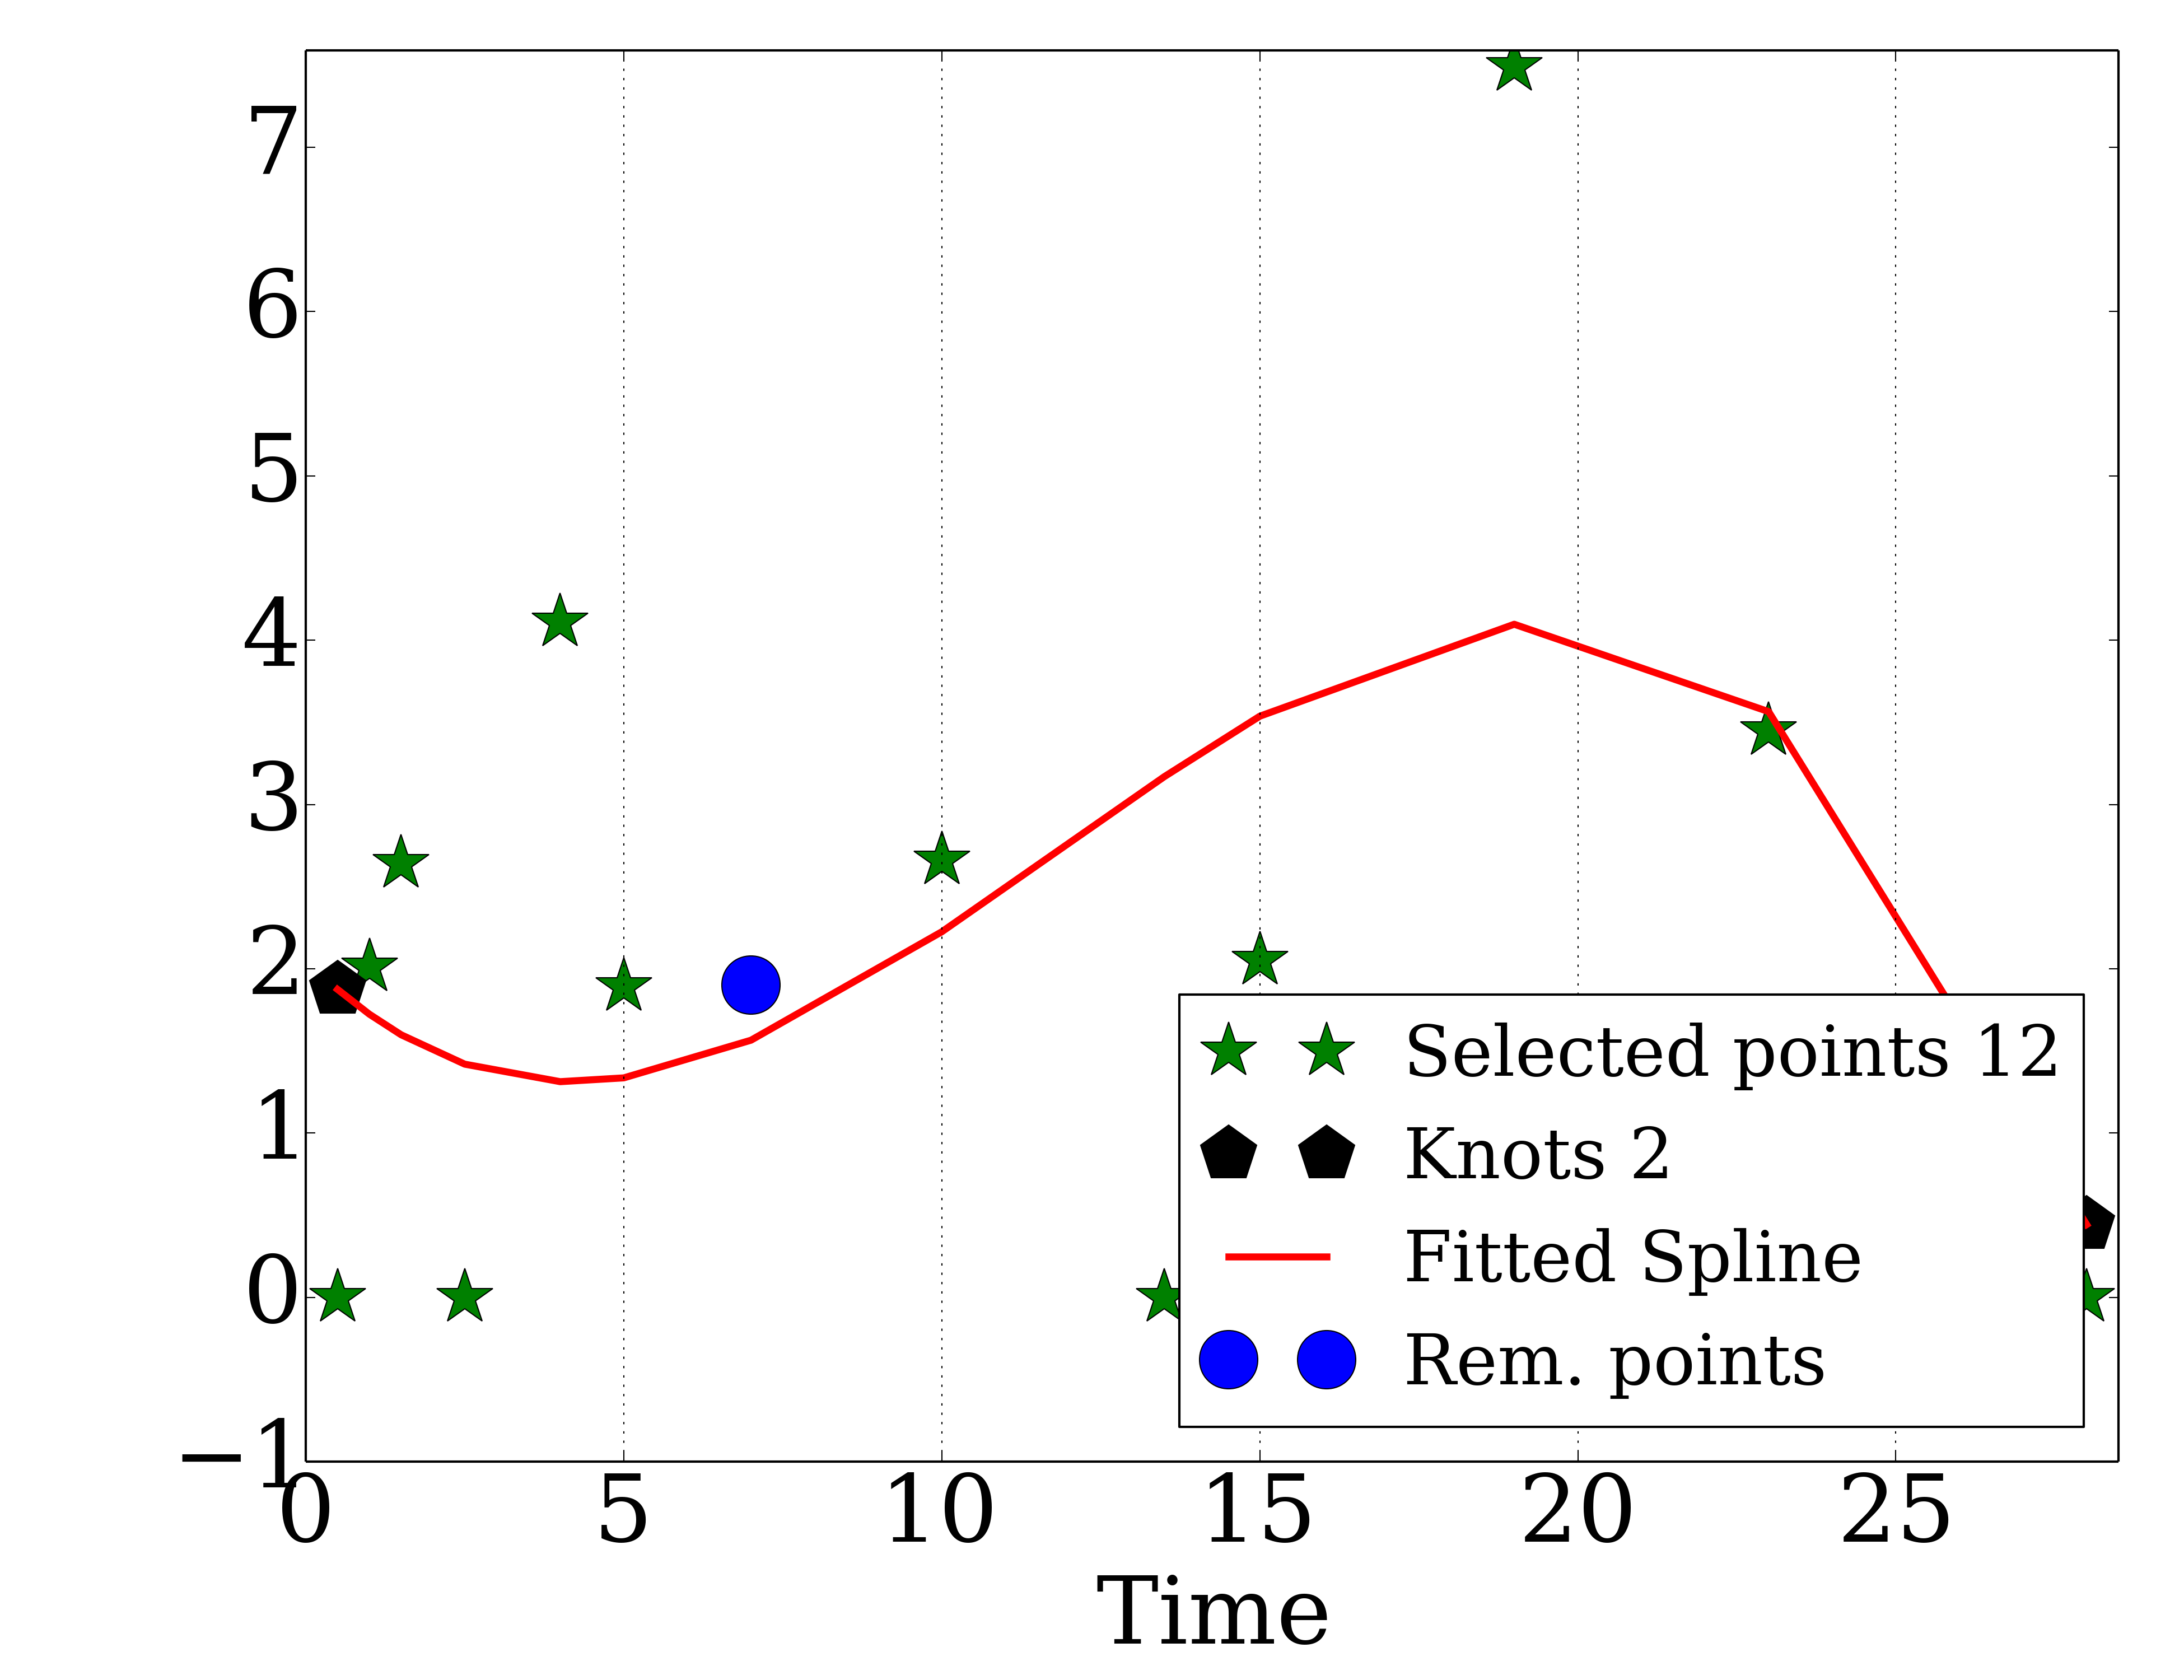 7
6
5
4
3
2
1
0
−1
0 5 10 15 20 25
Time
Selected points 12
Knots 2
Fitted Spline
Rem. points